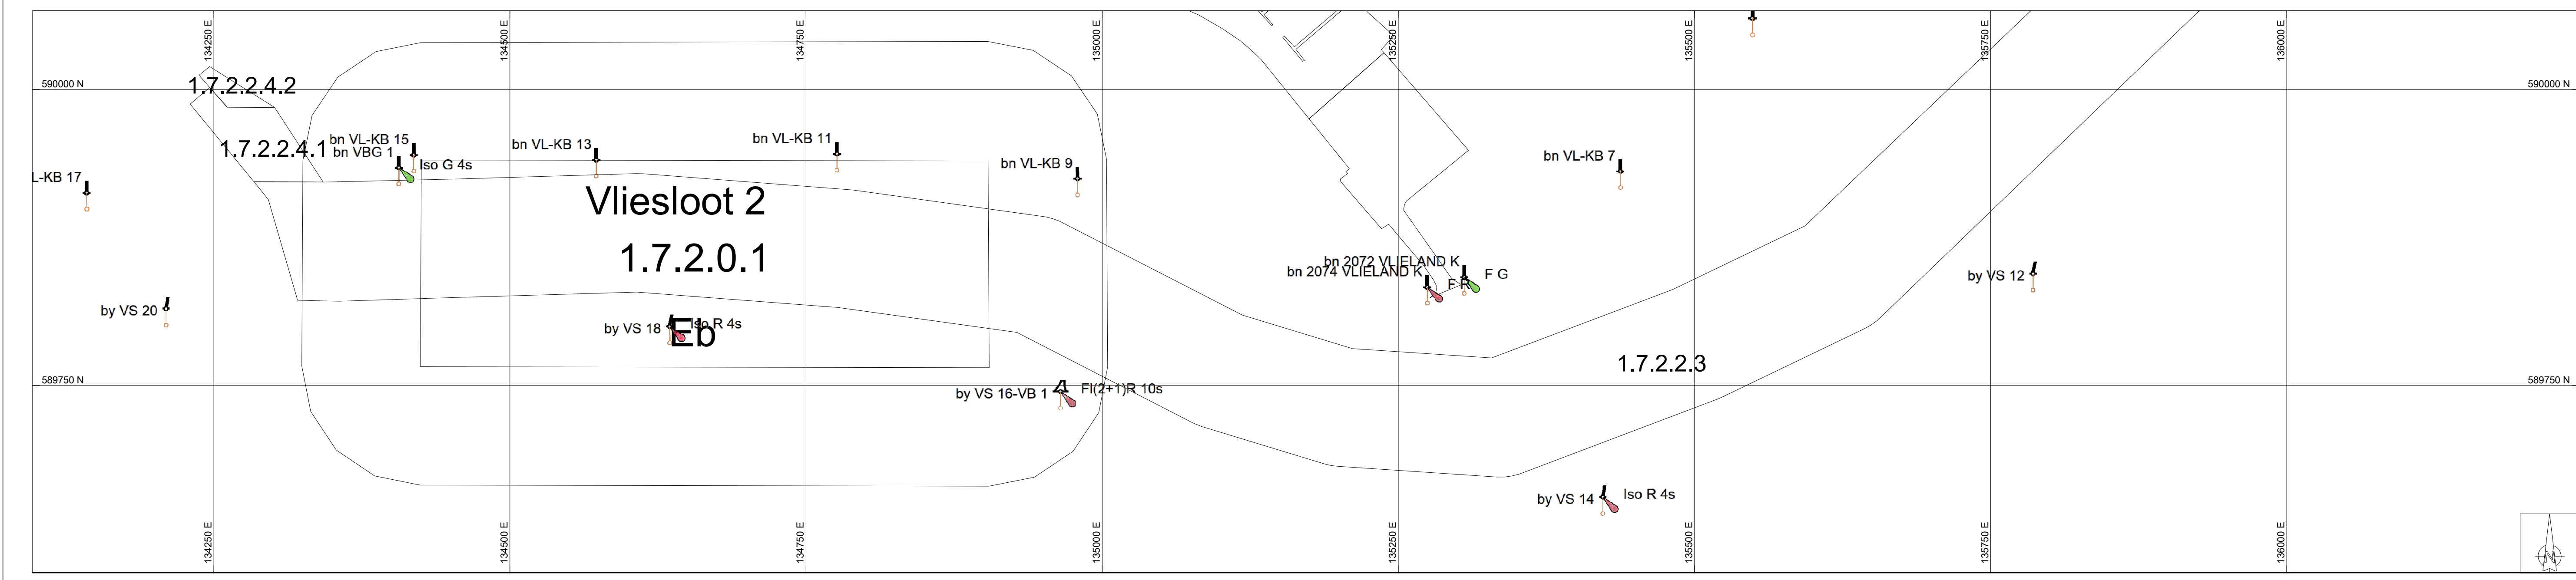 134250 E
134500 E
134750 E
135000 E
135250 E
135500 E
135750 E
136000 E
590000 N
590000 N
1.7.2.2.4.2
1.7.2.2.4.1
bn VL-KB 15
bn VBG 1
Iso G 4s
bn VL-KB 13
bn VL-KB 11
bn VL-KB 9
bn VL-KB 7
L-KB 17
Vliesloot 2
1.7.2.0.1
bn 2072 VLIELAND K
F G
bn 2074 VLIELAND K
F R
by VS 12
by VS 20
by VS 18
Iso R 4s
Eb
1.7.2.2.3
589750 N
589750 N
by VS 16-VB 1
Fl(2+1)R 10s
by VS 14
Iso R 4s
134250 E
134500 E
134750 E
135000 E
135250 E
135500 E
135750 E
136000 E
N